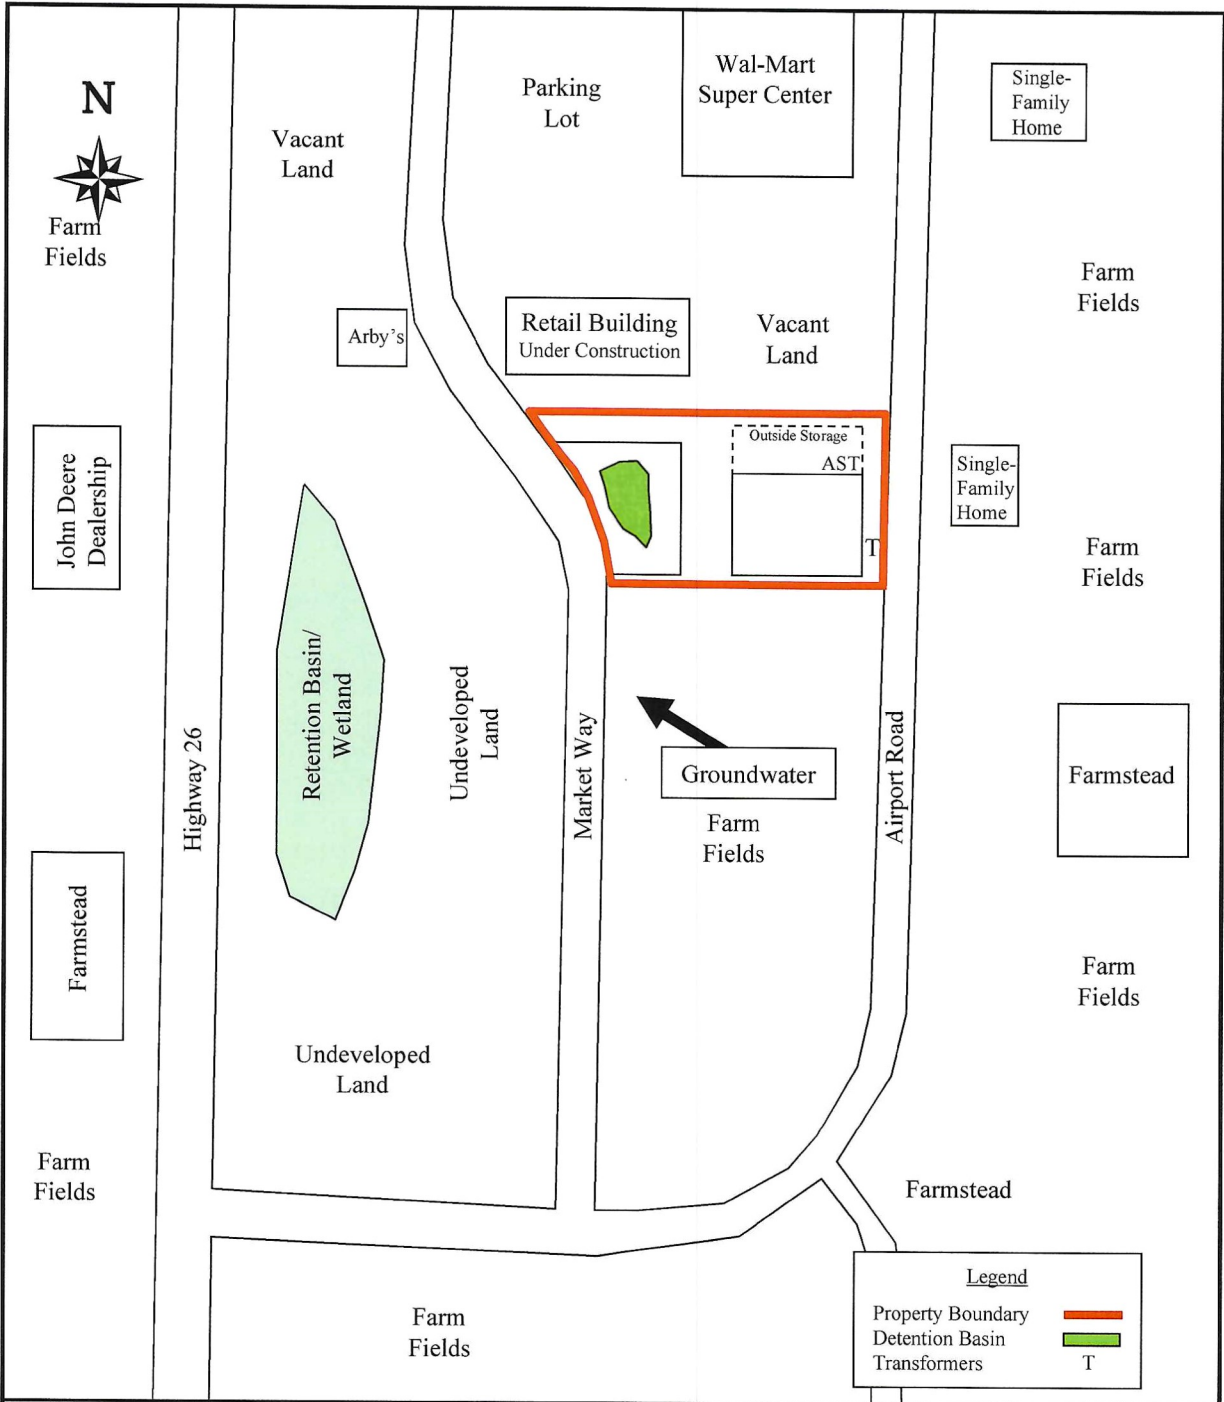 N
Farm
Fields
Vacant
Land
Parking
Lot
Wal-Mart
Super Center
Single-
Family
Home
Farm
Fields
Arby's
Retail Building
Under Construction
Vacant
Land
John Deere
Dealership
Outside Storage
AST
T
Single-
Family
Home
Farm
Fields
Retention Basin/
Wetland
Undeveloped
Land
Highway 26
Market Way
Groundwater
Farm
Fields
Airport Road
Farmstead
Farmstead
Farm
Fields
Undeveloped
Land
Farm
Fields
Farmstead
Farm
Fields
Legend
Property Boundary
Detention Basin
Transformers T